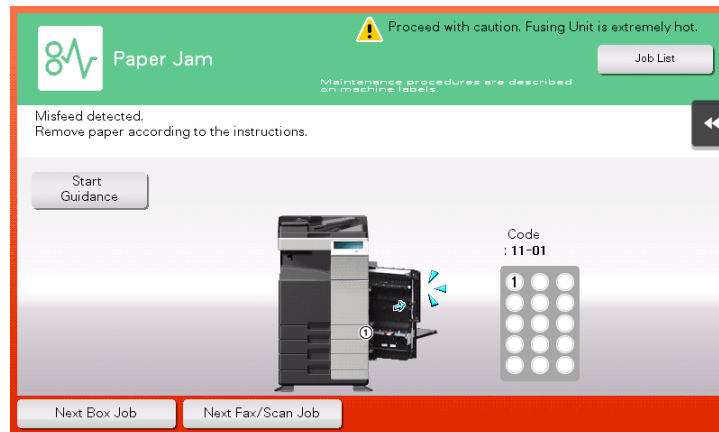 Proceed with caution. Fusing Unit is extremely hot.
Paper Jam
Job List
Maintenance procedures are described
on machine labels.
Misfeed detected.
Remove paper according to the instructions.
Start
Guidance
Code
: 11-01
1
1
Next Box Job
Next Fax/Scan Job